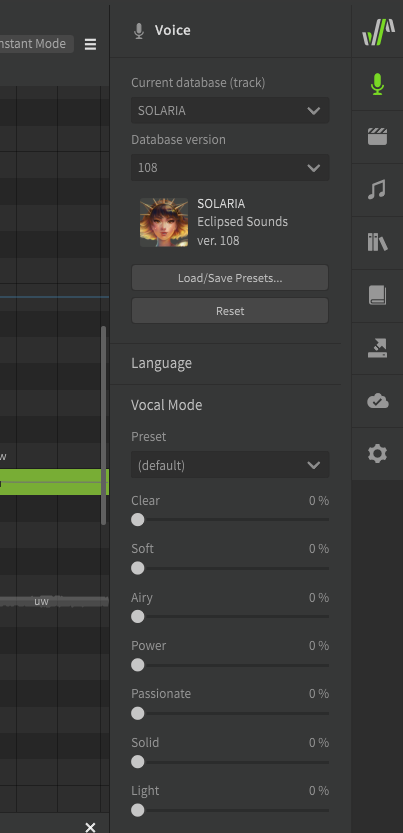 nstant Mode
Voice
Current database (track)
SOLARIA
Database version
108
SOLARIA
Eclipsed Sounds
ver. 108
Load/Save Presets...
Reset
Language
Vocal Mode
Preset
(default)
w
Clear 0 %
Soft 0 %
Airy 0 %
uw
Power 0 %
Passionate 0 %
Solid 0 %
Light 0 %